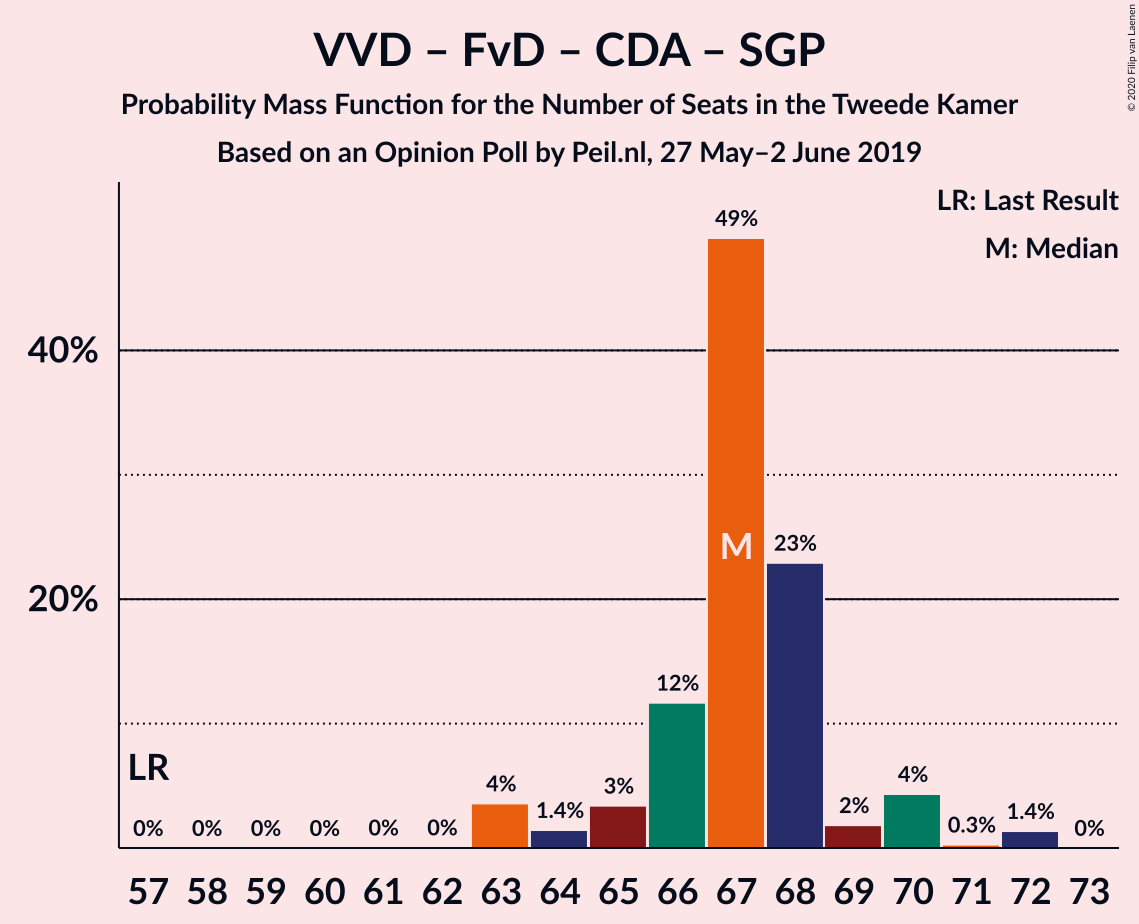 VVD – FvD – CDA – SGP
Probability Mass Function for the Number of Seats in the Tweede Kamer
Based on an Opinion Poll by Peil.nl, 27 May–2 June 2019
© 2020 Filip van Laenen
LR: Last Result
M: Median
49%
40%
M
23%
20%
12%
LR
4%
4%
3%
1.4%
2%
1.4%
0.3%
0% 0% 0% 0% 0% 0% 0%
57 58 59 60 61 62 63 64 65 66 67 68 69 70 71 72 73